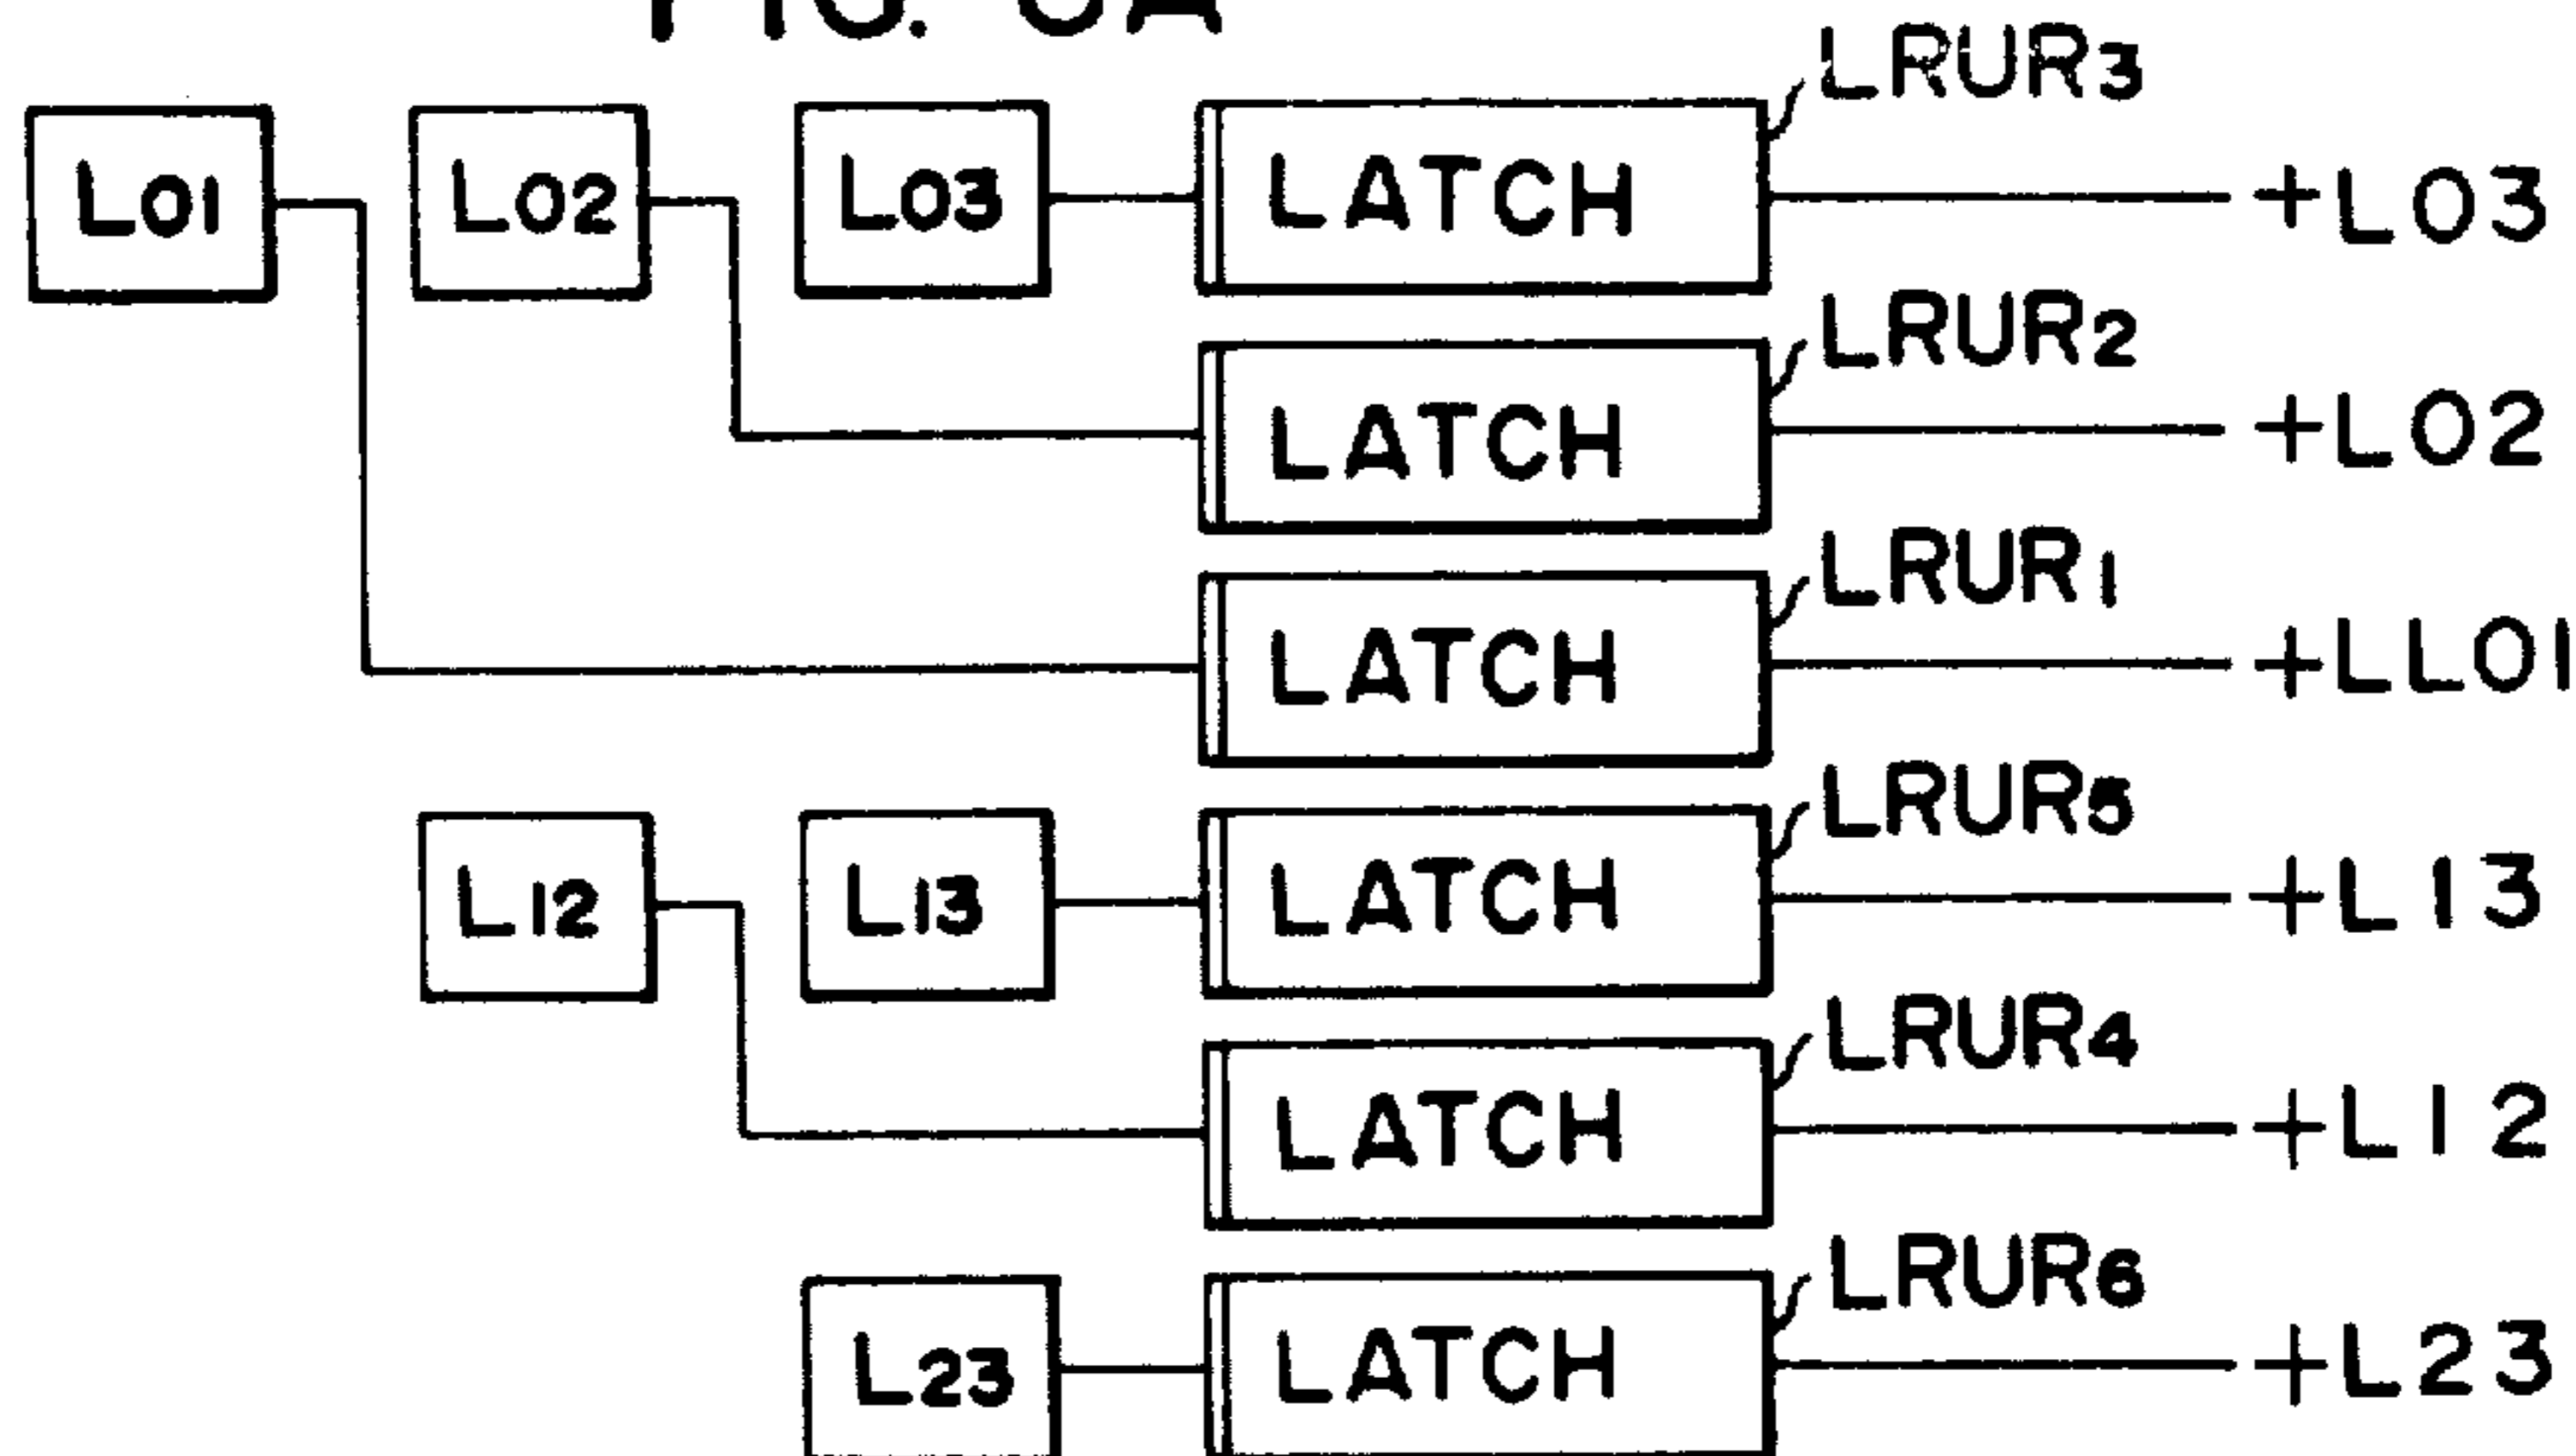 LRUR3
L01 L02 L03 LATCH +L03
LRUR2
LATCH +L02
LRUR1
LATCH +LL01
LRUR5
L12 L13 LATCH +L13
LRUR4
LATCH +L12
LRUR6
L23 LATCH +L23